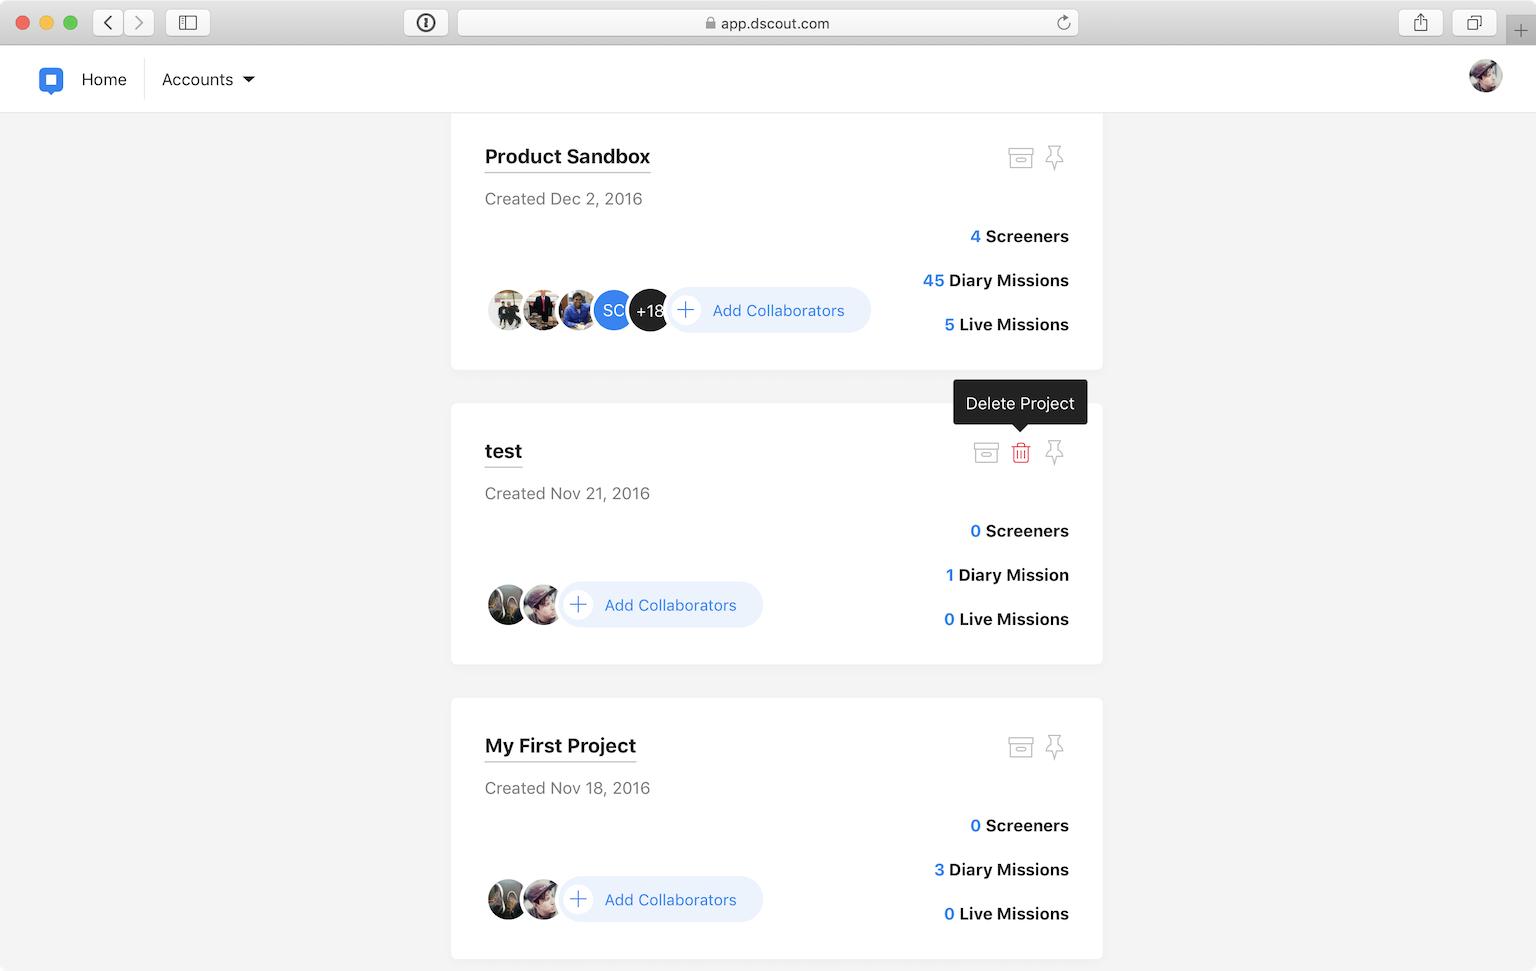 app.dscout.com
Home
Accounts
Product Sandbox
Created Dec 2, 2016
4 Screeners
45 Diary Missions
5 Live Missions
SC
+18
Add Collaborators
Delete Project
test
Created Nov 21, 2016
0 Screeners
1 Diary Mission
0 Live Missions
Add Collaborators
My First Project
Created Nov 18, 2016
0 Screeners
3 Diary Missions
0 Live Missions
Add Collaborators